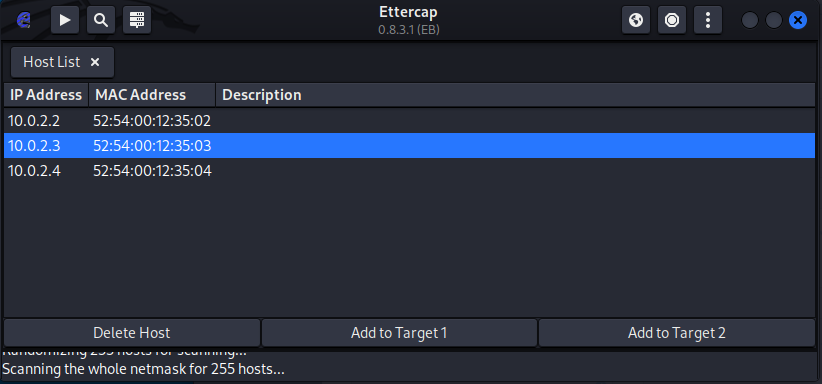 Ettercap
0.8.3.1 (EB)
Host List ×
IP Address MAC Address Description
10.0.2.2 52:54:00:12:35:02
10.0.2.3 52:54:00:12:35:03
10.0.2.4 52:54:00:12:35:04
Delete Host Add to Target 1 Add to Target 2
Randomizing 255 hosts for scanning...
Scanning the whole netmask for 255 hosts...